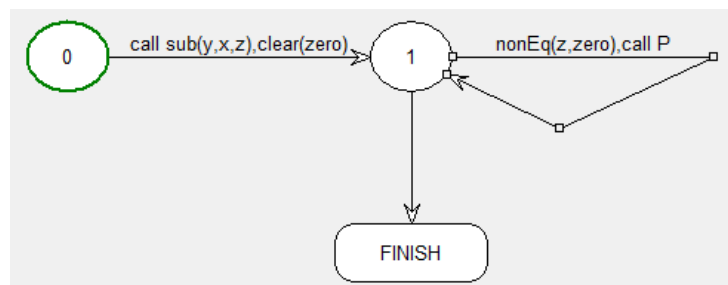 0
call sub(y,x,z),clear(zero)
1
nonEq(z,zero),call P
FINISH